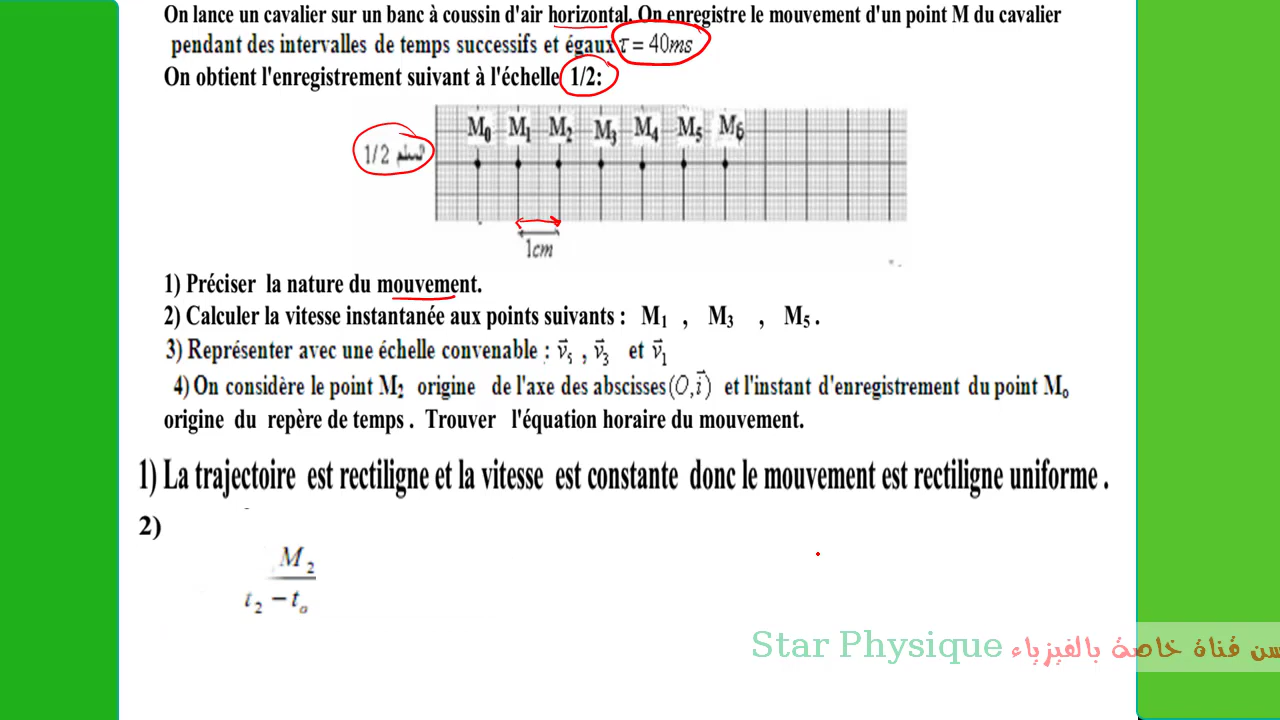 On lance un cavalier sur un banc à coussin d'air horizontal. On enregistre le mouvement d'un point M du cavalier
pendant des intervalles de temps successifs et égaux τ = 40ms
On obtient l'enregistrement suivant à l'échelle 1/2:
M₀ M₁ M₂ M₃ M₄ M₅ M₆
1/2 السلم
1cm
1) Préciser la nature du mouvement.
2) Calculer la vitesse instantanée aux points suivants : M₁ , M₃ , M₅ .
3) Représenter avec une échelle convenable : v⃗₅ , v⃗₃ et v⃗₁
4) On considère le point M₂ origine de l'axe des abscisses (O,i⃗) et l'instant d'enregistrement du point M₀
origine du repère de temps . Trouver l'équation horaire du mouvement.
1) La trajectoire est rectiligne et la vitesse est constante donc le mouvement est rectiligne uniforme .
2)
M₂
t₂ − t₀
Star Physique قناة خاصة بالفيزياء